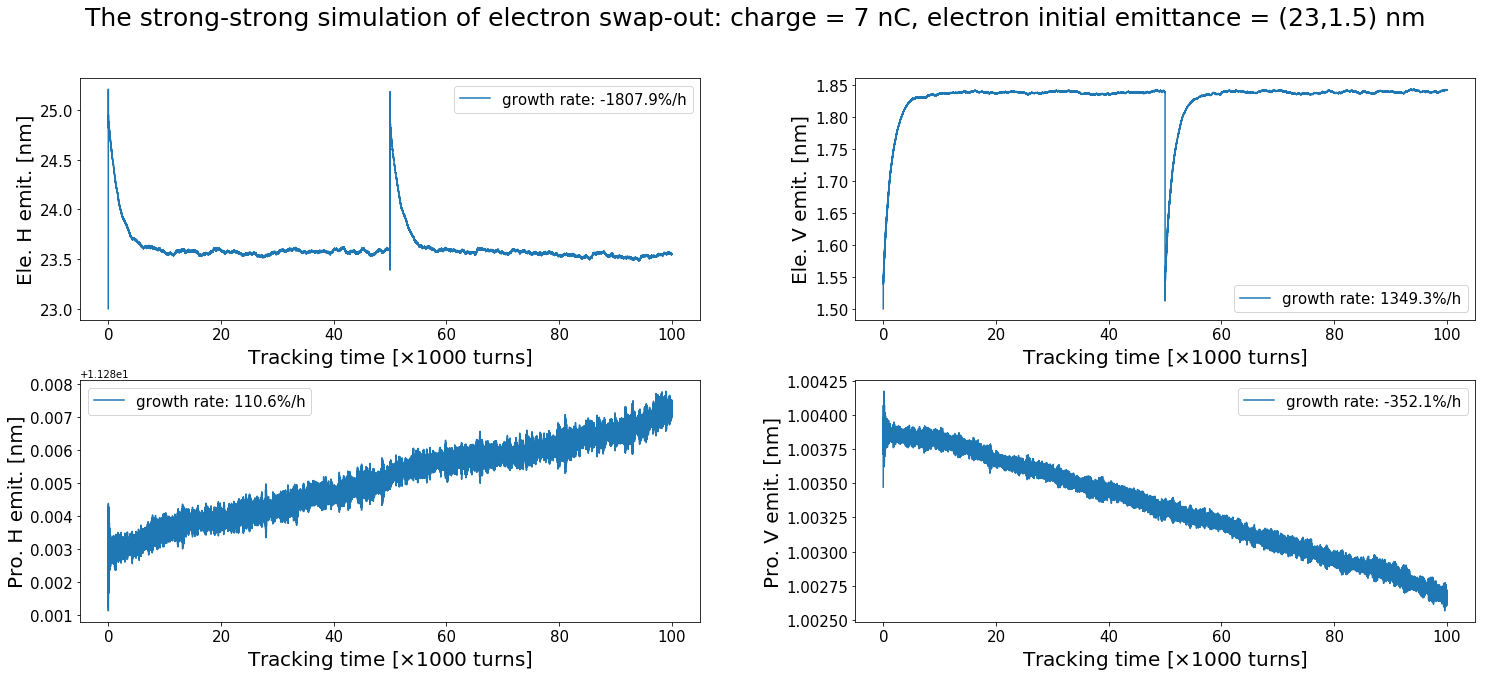 The strong-strong simulation of electron swap-out: charge = 7 nC, electron initial emittance = (23,1.5) nm
growth rate: -1807.9%/h
Ele. H emit. [nm]
25.0
24.5
24.0
23.5
23.0
0 20 40 60 80 100
Tracking time [×1000 turns]
growth rate: 1349.3%/h
Ele. V emit. [nm]
1.85
1.80
1.75
1.70
1.65
1.60
1.55
1.50
0 20 40 60 80 100
Tracking time [×1000 turns]
+1.128e1
growth rate: 110.6%/h
Pro. H emit. [nm]
0.008
0.007
0.006
0.005
0.004
0.003
0.002
0.001
0 20 40 60 80 100
Tracking time [×1000 turns]
growth rate: -352.1%/h
Pro. V emit. [nm]
1.00425
1.00400
1.00375
1.00350
1.00325
1.00300
1.00275
1.00250
0 20 40 60 80 100
Tracking time [×1000 turns]